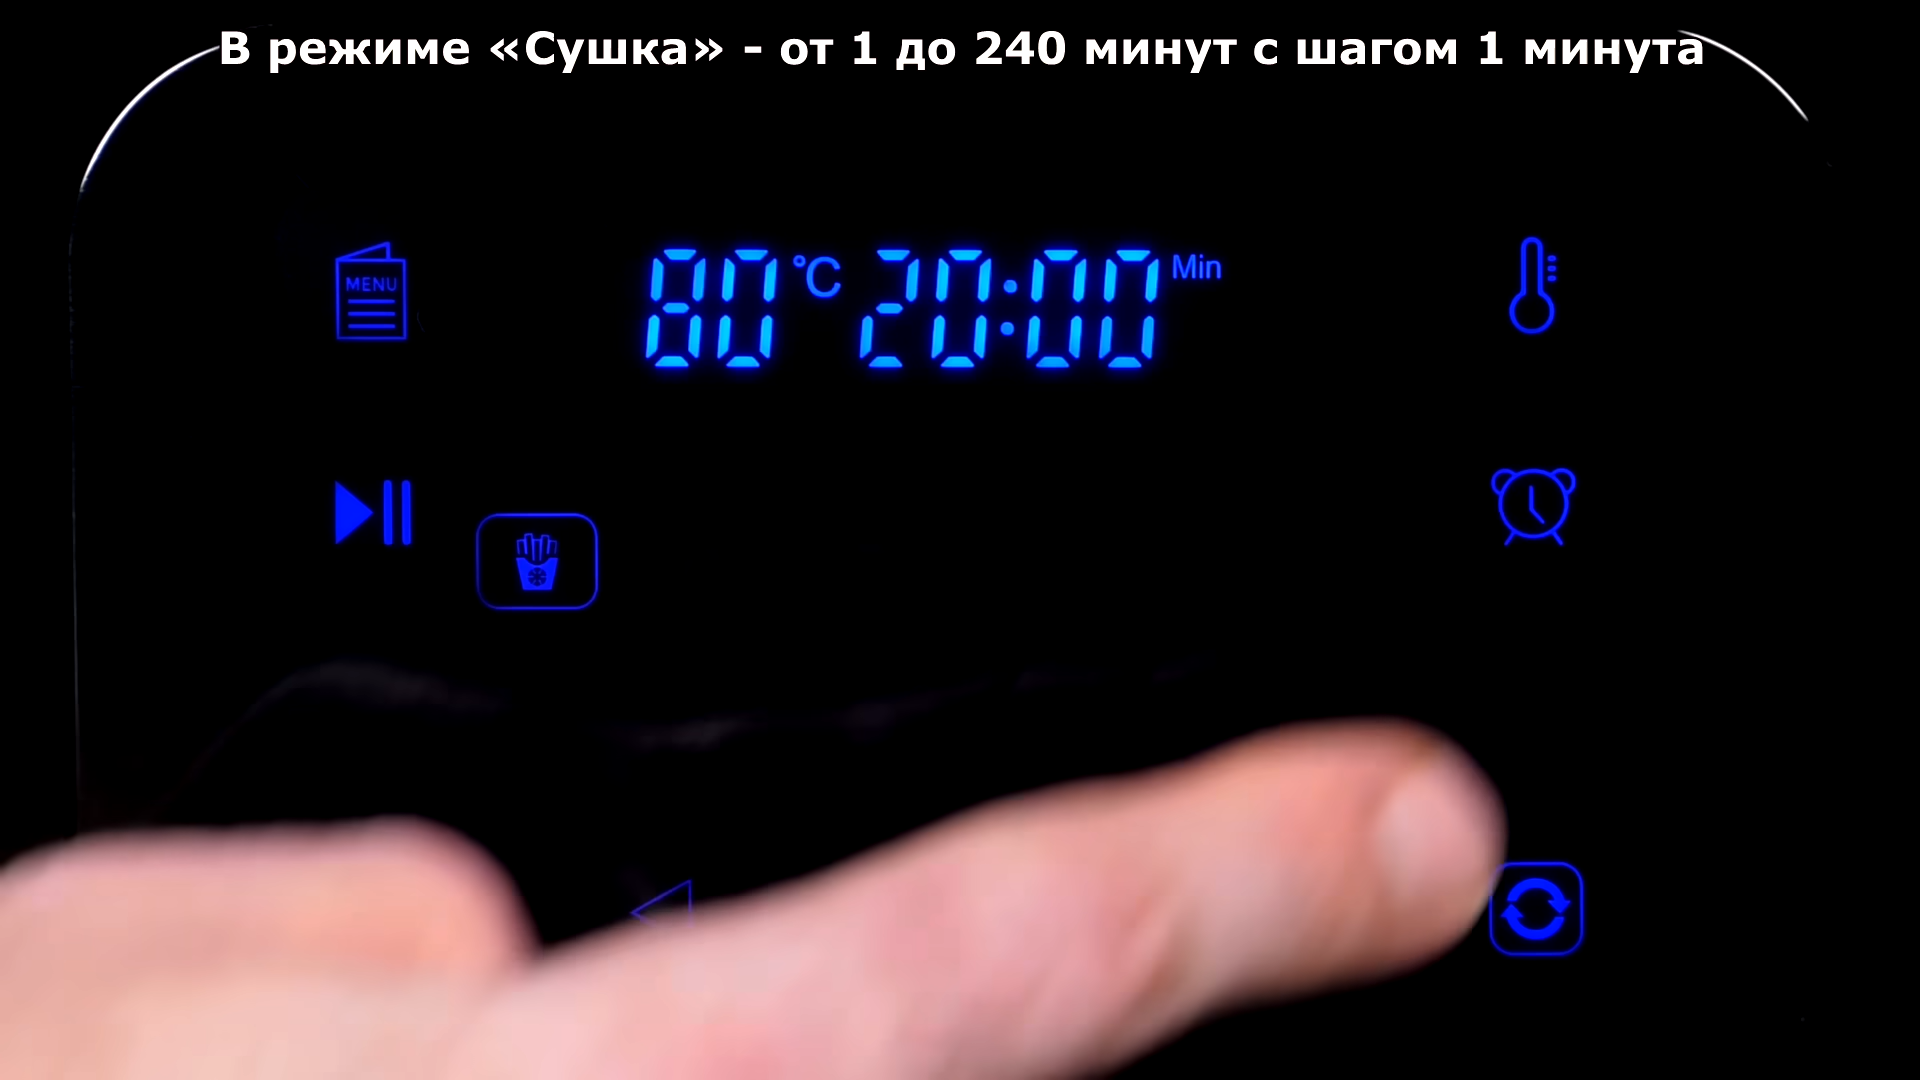 В режиме «Сушка» - от 1 до 240 минут с шагом 1 минута
MENU
80 °C 20:00 Min